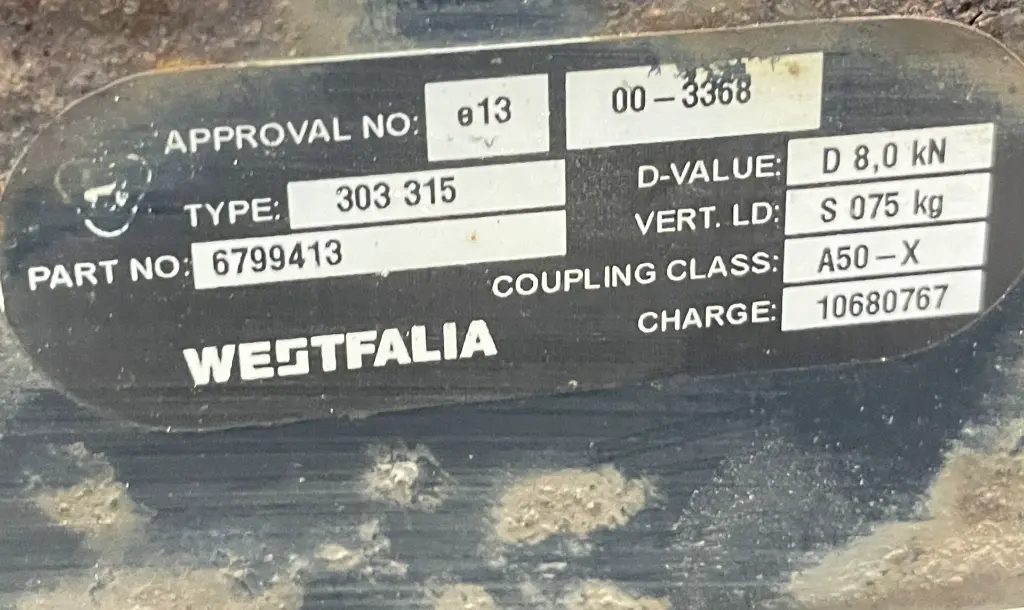 APPROVAL NO: e13 00-3368
TYPE: 303 315
PART NO: 6799413
D-VALUE: D 8,0 kN
VERT. LD: S 075 kg
COUPLING CLASS: A50-X
CHARGE: 10680767
WESTFALIA